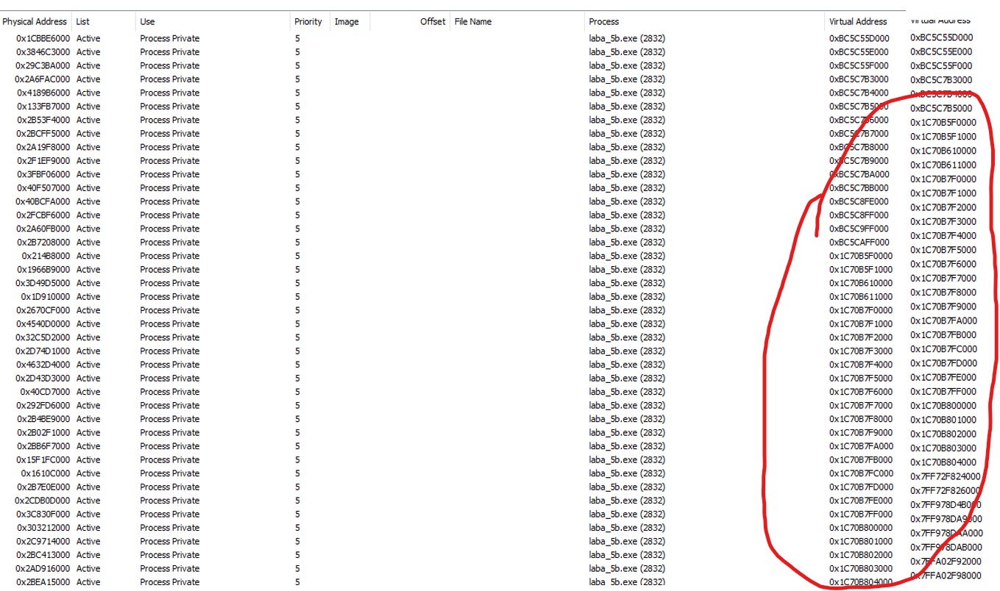 Physical Address List Use Priority Image Offset File Name Process Virtual Address
0x1CBBE6000 Active Process Private 5 laba_5b.exe (2832) 0xBC5C55D000
0x3846C3000 Active Process Private 5 laba_5b.exe (2832) 0xBC5C55E000
0x29C3BA000 Active Process Private 5 laba_5b.exe (2832) 0xBC5C55F000
0x2A6FAC000 Active Process Private 5 laba_5b.exe (2832) 0xBC5C7B3000
0x4189B6000 Active Process Private 5 laba_5b.exe (2832) 0xBC5C7B4000
0x133FB7000 Active Process Private 5 laba_5b.exe (2832) 0xBC5C7B5000
0x2B53F4000 Active Process Private 5 laba_5b.exe (2832) 0xBC5C7B6000
0x2BCFF5000 Active Process Private 5 laba_5b.exe (2832) 0xBC5C7B7000
0x2A19F8000 Active Process Private 5 laba_5b.exe (2832) 0xBC5C7B8000
0x2F1EF9000 Active Process Private 5 laba_5b.exe (2832) 0xBC5C7B9000
0x3FBF06000 Active Process Private 5 laba_5b.exe (2832) 0xBC5C7BA000
0x40F507000 Active Process Private 5 laba_5b.exe (2832) 0xBC5C7BB000
0x40BCFA000 Active Process Private 5 laba_5b.exe (2832) 0xBC5C8FE000
0x2FCBF6000 Active Process Private 5 laba_5b.exe (2832) 0xBC5C8FF000
0x2A60FB000 Active Process Private 5 laba_5b.exe (2832) 0xBC5C9FF000
0x2B7208000 Active Process Private 5 laba_5b.exe (2832) 0xBC5CAFF000
0x214B8000 Active Process Private 5 laba_5b.exe (2832) 0x1C70B5F0000
0x1966B9000 Active Process Private 5 laba_5b.exe (2832) 0x1C70B5F1000
0x3D49D5000 Active Process Private 5 laba_5b.exe (2832) 0x1C70B610000
0x1D910000 Active Process Private 5 laba_5b.exe (2832) 0x1C70B611000
0x2670CF000 Active Process Private 5 laba_5b.exe (2832) 0x1C70B7F0000
0x4540D0000 Active Process Private 5 laba_5b.exe (2832) 0x1C70B7F1000
0x32C5D2000 Active Process Private 5 laba_5b.exe (2832) 0x1C70B7F2000
0x2D74D1000 Active Process Private 5 laba_5b.exe (2832) 0x1C70B7F3000
0x4632D4000 Active Process Private 5 laba_5b.exe (2832) 0x1C70B7F4000
0x2D43D3000 Active Process Private 5 laba_5b.exe (2832) 0x1C70B7F5000
0x40CD7000 Active Process Private 5 laba_5b.exe (2832) 0x1C70B7F6000
0x292FD6000 Active Process Private 5 laba_5b.exe (2832) 0x1C70B7F7000
0x2B4BE9000 Active Process Private 5 laba_5b.exe (2832) 0x1C70B7F8000
0x2B02F1000 Active Process Private 5 laba_5b.exe (2832) 0x1C70B7F9000
0x2BB6F7000 Active Process Private 5 laba_5b.exe (2832) 0x1C70B7FA000
0x15F1FC000 Active Process Private 5 laba_5b.exe (2832) 0x1C70B7FB000
0x1610C000 Active Process Private 5 laba_5b.exe (2832) 0x1C70B7FC000
0x2B7E0E000 Active Process Private 5 laba_5b.exe (2832) 0x1C70B7FD000
0x2CDB0D000 Active Process Private 5 laba_5b.exe (2832) 0x1C70B7FE000
0x3C830F000 Active Process Private 5 laba_5b.exe (2832) 0x1C70B7FF000
0x303212000 Active Process Private 5 laba_5b.exe (2832) 0x1C70B800000
0x2C9714000 Active Process Private 5 laba_5b.exe (2832) 0x1C70B801000
0x2BC413000 Active Process Private 5 laba_5b.exe (2832) 0x1C70B802000
0x2AD916000 Active Process Private 5 laba_5b.exe (2832) 0x1C70B803000
0x2BEA15000 Active Process Private 5 laba_5b.exe (2832) 0x1C70B804000
Virtual Address
0xBC5C55D000
0xBC5C55E000
0xBC5C55F000
0xBC5C7B3000
0xBC5C7B4000
0xBC5C7B5000
0x1C70B5F0000
0x1C70B5F1000
0x1C70B610000
0x1C70B611000
0x1C70B7F0000
0x1C70B7F1000
0x1C70B7F2000
0x1C70B7F3000
0x1C70B7F4000
0x1C70B7F5000
0x1C70B7F6000
0x1C70B7F7000
0x1C70B7F8000
0x1C70B7F9000
0x1C70B7FA000
0x1C70B7FB000
0x1C70B7FC000
0x1C70B7FD000
0x1C70B7FE000
0x1C70B7FF000
0x1C70B800000
0x1C70B801000
0x1C70B802000
0x1C70B803000
0x1C70B804000
0x7FF72F824000
0x7FF72F826000
0x7FF978D4B000
0x7FF978DA9000
0x7FF978DAA000
0x7FF978DAB000
0x7FFA02F92000
0x7FFA02F98000